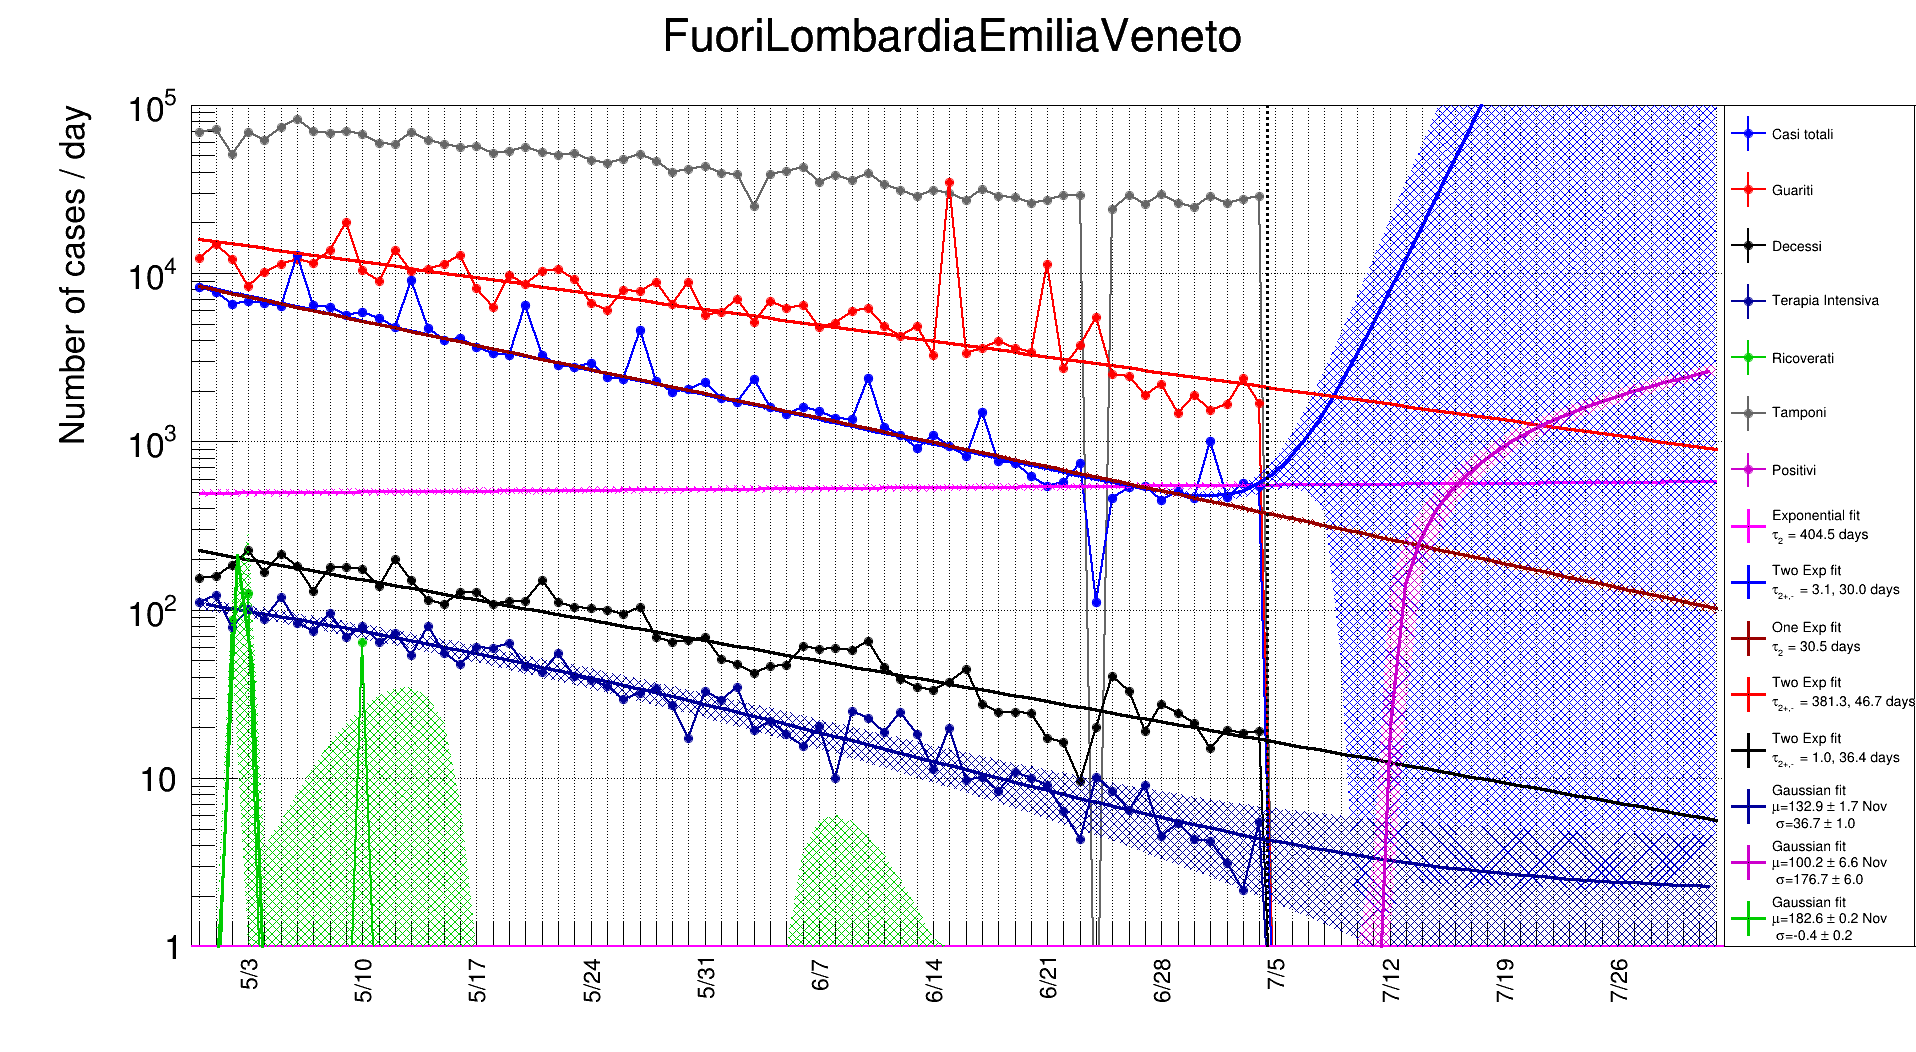 FuoriLombardiaEmiliaVeneto
Number of cases / day
10^5
10^4
10^3
10^2
10
1
5/3 5/10 5/17 5/24 5/31 6/7 6/14 6/21 6/28 7/5 7/12 7/19 7/26
Casi totali
Guariti
Decessi
Terapia Intensiva
Ricoverati
Tamponi
Positivi
Exponential fit
τ2 = 404.5 days
Two Exp fit
τ2+,- = 3.1, 30.0 days
One Exp fit
τ2 = 30.5 days
Two Exp fit
τ2+,- = 381.3, 46.7 days
Two Exp fit
τ2+,- = 1.0, 36.4 days
Gaussian fit
μ=132.9 ± 1.7 Nov
σ=36.7 ± 1.0
Gaussian fit
μ=100.2 ± 6.6 Nov
σ=176.7 ± 6.0
Gaussian fit
μ=182.6 ± 0.2 Nov
σ=-0.4 ± 0.2